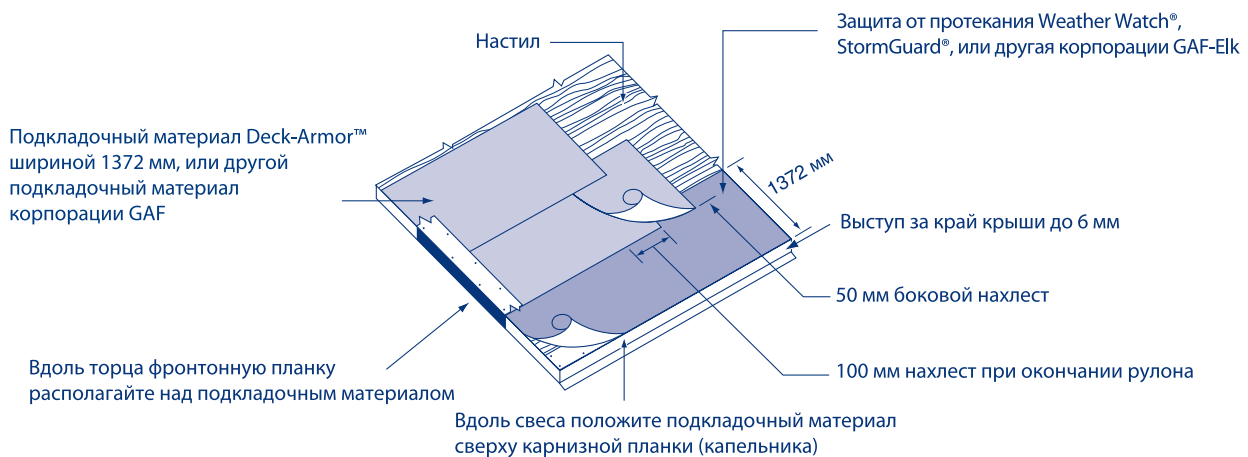 Защита от протекания Weather Watch®,
StormGuard®, или другая корпорации GAF-Elk
Настил
Подкладочный материал Deck-Armor™
шириной 1372 мм, или другой
подкладочный материал
корпорации GAF
1372 мм
Выступ за край крыши до 6 мм
50 мм боковой нахлест
100 мм нахлест при окончании рулона
Вдоль торца фронтонную планку
располагайте над подкладочным материалом
Вдоль свеса положите подкладочный материал
сверху карнизной планки (капельника)